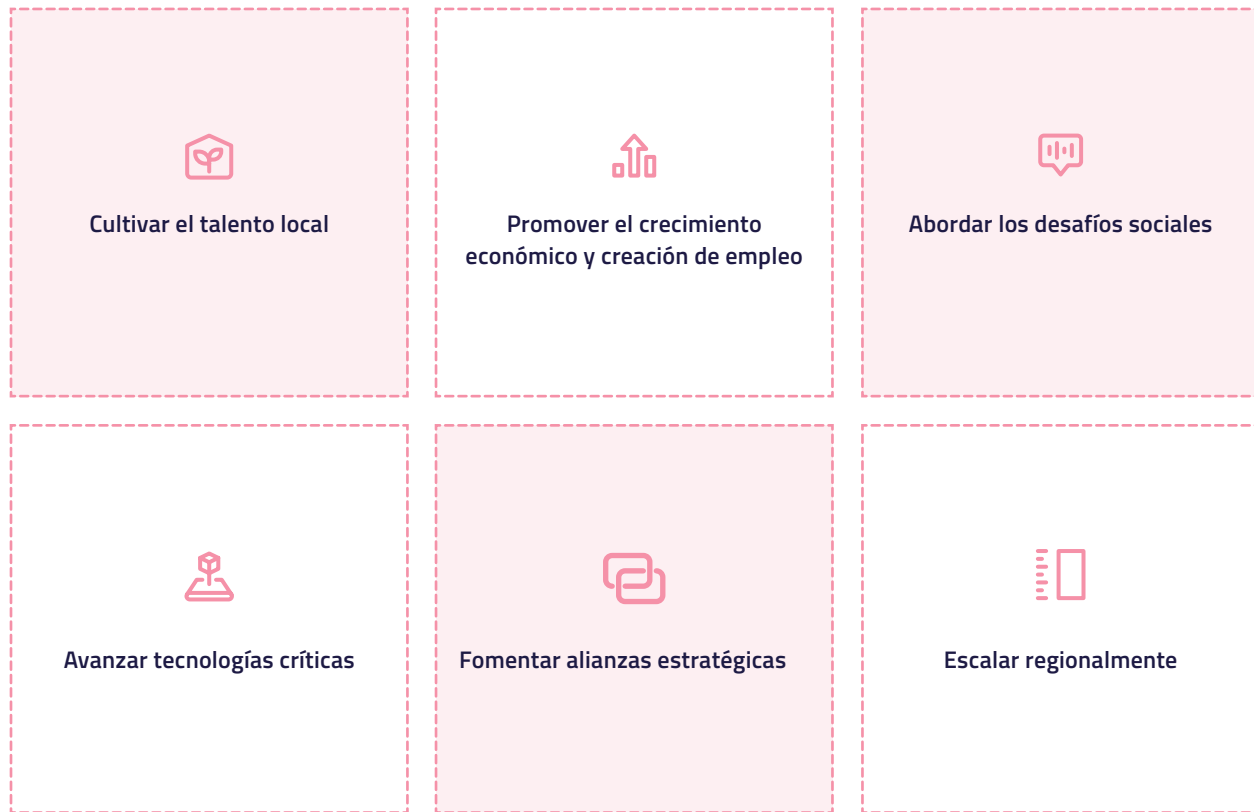 Cultivar el talento local
Promover el crecimiento
económico y creación de empleo
Abordar los desafíos sociales
Avanzar tecnologías críticas
Fomentar alianzas estratégicas
Escalar regionalmente